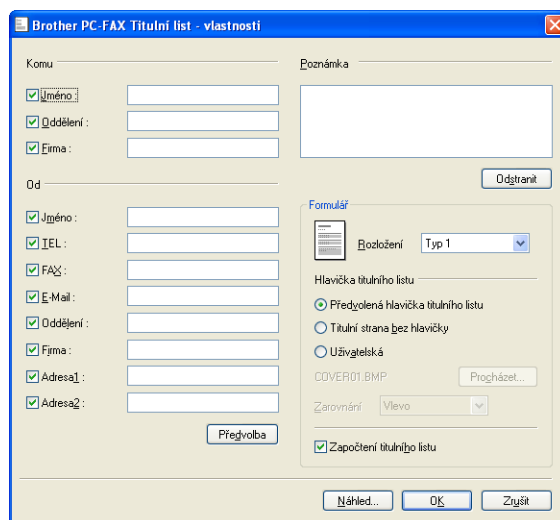 Brother PC-FAX Titulní list - vlastnosti
Komu
Jméno :
Oddělení :
Firma :
Od
Jméno :
TEL :
FAX :
E-Mail :
Oddělení :
Firma :
Adresa1 :
Adresa2 :
Předvolba
Poznámka
Odstranit
Formulář
Rozložení Typ 1
Hlavička titulního listu
Předvolená hlavička titulního listu
Titulní strana bez hlavičky
Uživatelská
COVER01.BMP Procházet...
Zarovnání Vlevo
Započtení titulního listu
Náhled... OK Zrušit